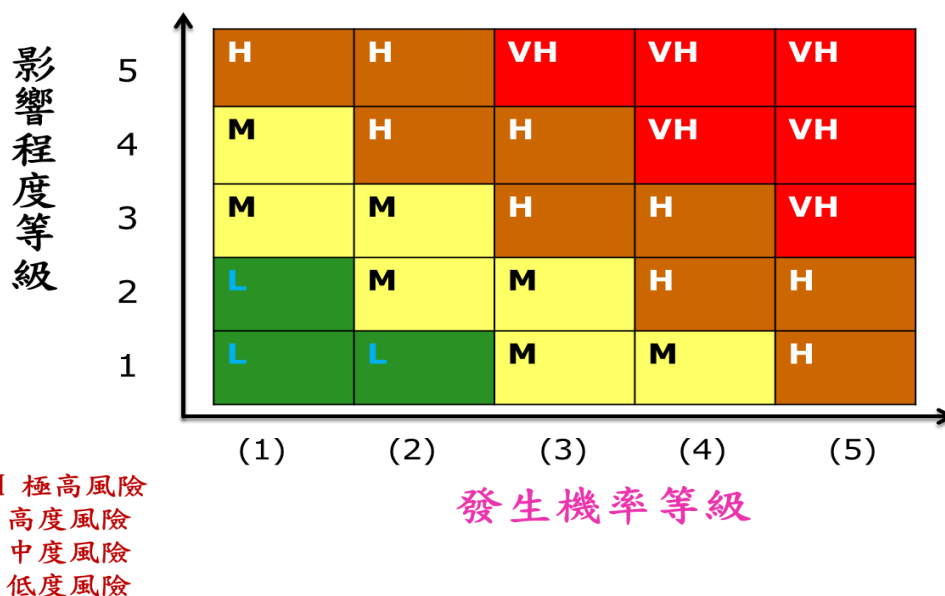 影響程度等級
5 H H VH VH VH
4 M H H VH VH
3 M M H H VH
2 L M M H H
1 L L M M H
(1) (2) (3) (4) (5)
發生機率等級
極高風險
高度風險
中度風險
低度風險